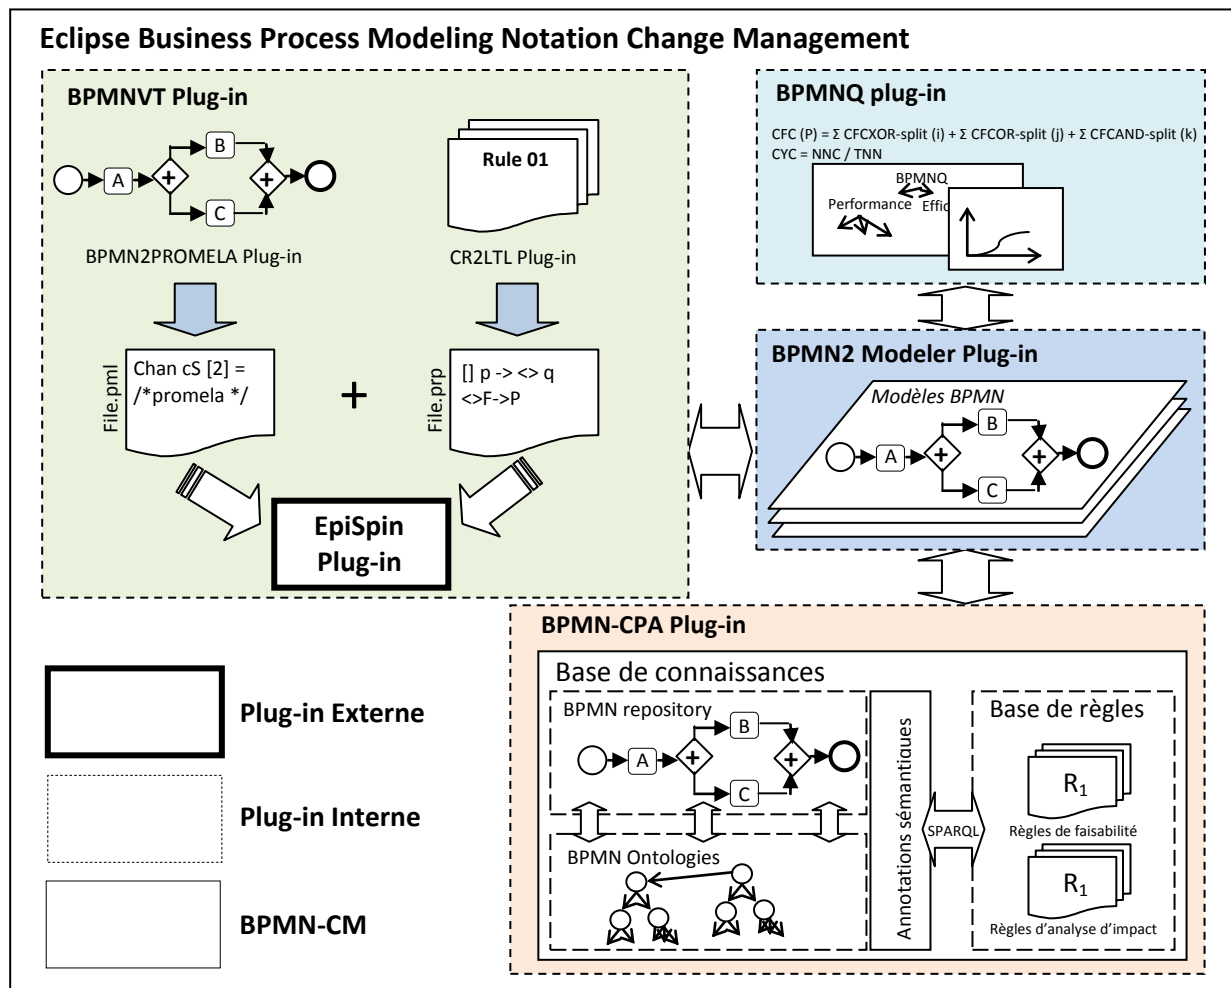 Eclipse Business Process Modeling Notation Change Management
BPMNVT Plug-in
A
+
B
C
+
BPMN2PROMELA Plug-in
Rule 01
CR2LTL Plug-in
File.pml
Chan cS [2] =
/*promela */
+
File.prp
[] p -> <> q
<>F->P
EpiSpin
Plug-in
BPMNQ plug-in
CFC (P) = Σ CFCXOR-split (i) + Σ CFCOR-split (j) + Σ CFCAND-split (k)
CYC = NNC / TNN
BPMNQ
Performance
Effic
BPMN2 Modeler Plug-in
Modèles BPMN
A
+
B
C
+
BPMN-CPA Plug-in
Base de connaissances
BPMN repository
A
+
B
C
+
BPMN Ontologies
Annotations sémantiques
SPARQL
Base de règles
R1
Règles de faisabilité
R1
Règles d'analyse d'impact
Plug-in Externe
Plug-in Interne
BPMN-CM